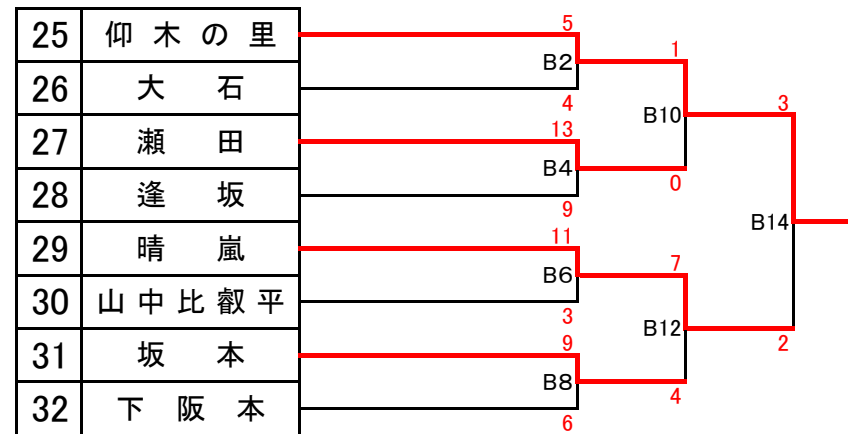 25 仰木の里 5
B2 1
26 大石 4
B10 3
27 瀬田 13
B4 0
28 逢坂 9
B14
29 晴嵐 11
B6 7
30 山中比叡平 3
B12 2
31 坂本 9
B8 4
32 下阪本 6